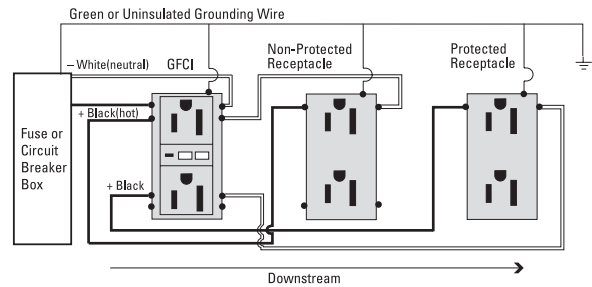 Green or Uninsulated Grounding Wire
– White(neutral)
GFCI
Non-Protected
Receptacle
Protected
Receptacle
+ Black(hot)
Fuse or
Circuit
Breaker
Box
+ Black
Downstream